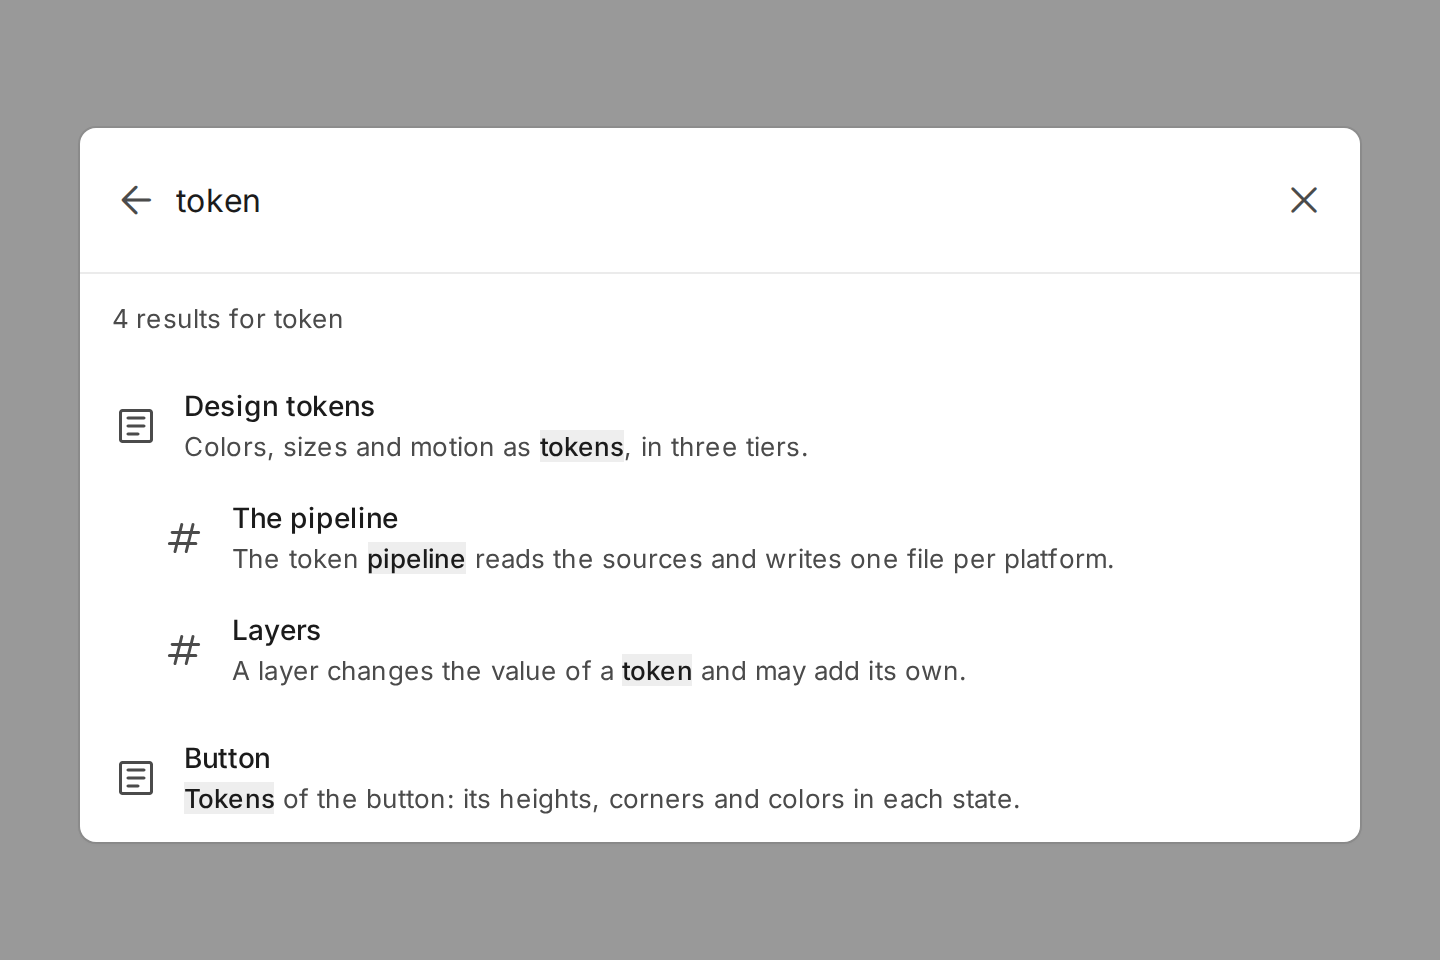 token
4 results for token
Design tokens
Colors, sizes and motion as tokens, in three tiers.
The pipeline
The token pipeline reads the sources and writes one file per platform.
Layers
A layer changes the value of a token and may add its own.
Button
Tokens of the button: its heights, corners and colors in each state.